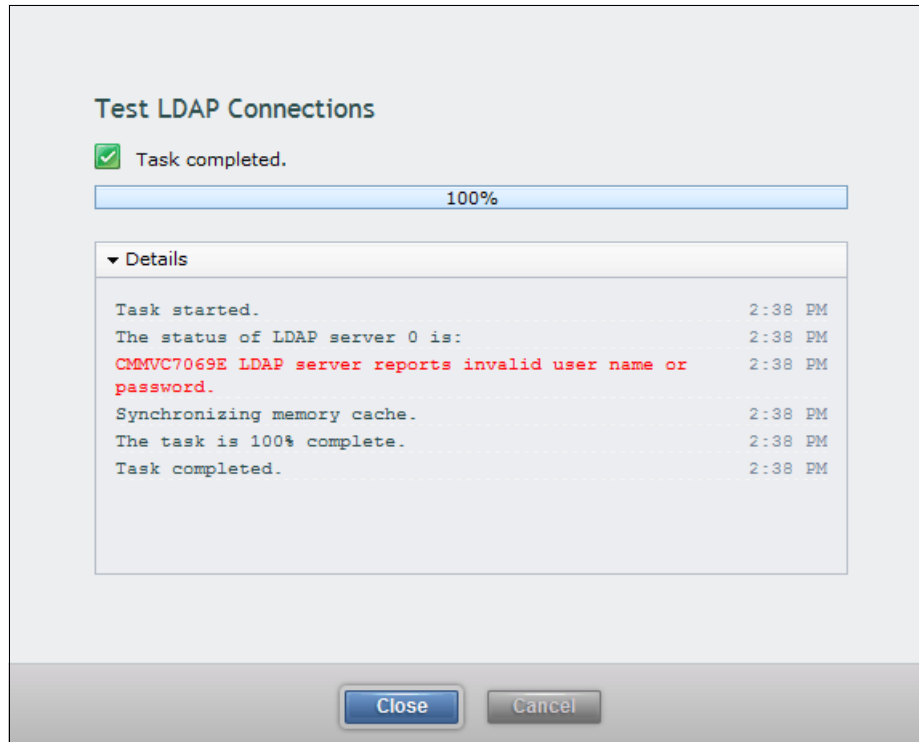 Test LDAP Connections
Task completed.
100%
Details
Task started. 2:38 PM
The status of LDAP server 0 is: 2:38 PM
CMMVC7069E LDAP server reports invalid user name or 2:38 PM
password.
Synchronizing memory cache. 2:38 PM
The task is 100% complete. 2:38 PM
Task completed. 2:38 PM
Close Cancel